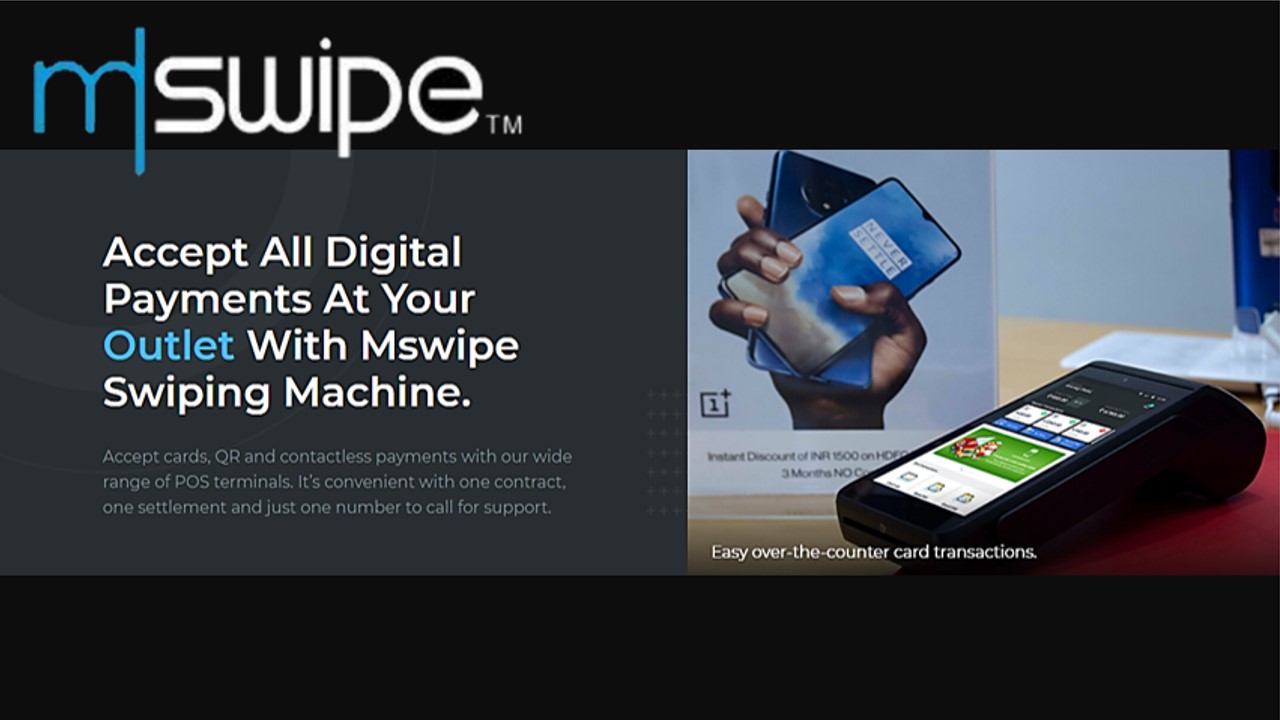 mswipe TM
Accept All Digital
Payments At Your
Outlet With Mswipe
Swiping Machine.
Accept cards, QR and contactless payments with our wide
range of POS terminals. It's convenient with one contract,
one settlement and just one number to call for support.
NEVER
SETTLE
1+
Instant Discount of INR 1500 on HDFC
3 Months NO
Easy over-the-counter card transactions.